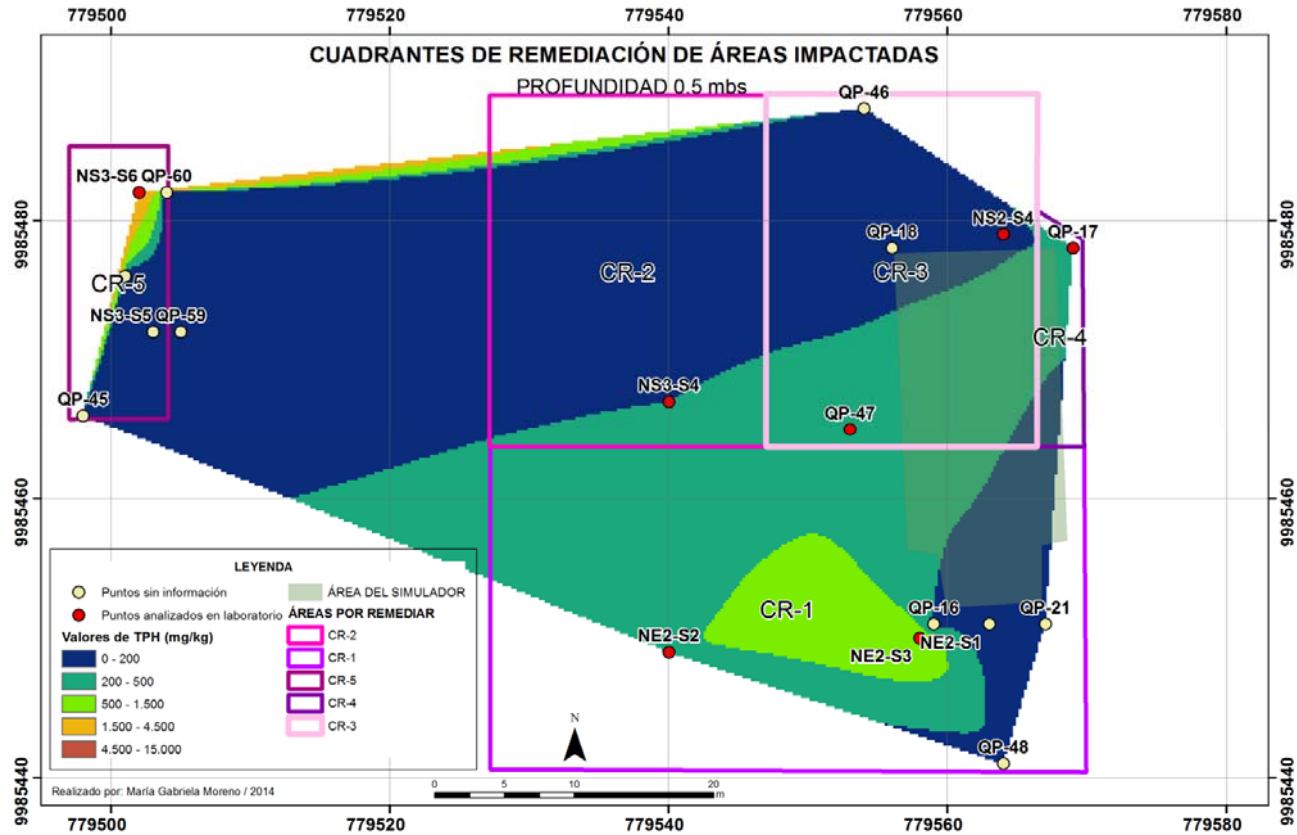 779500 779520 779540 779560 779580
CUADRANTES DE REMEDIACIÓN DE ÁREAS IMPACTADAS
PROFUNDIDAD 0.5 mbs
QP-46
NS3-S6 QP-60
9985480
NS2-S4
QP-18
QP-17
9985480
CR-5
CR-2
CR-3
NS3-S5 QP-59
CR-4
NS3-S4
QP-45
QP-47
9985460
9985460
CR-1
QP-16
QP-21
NE2-S2
NE2-S1
NE2-S3
QP-48
LEYENDA
Puntos sin información
Puntos analizados en laboratorio
Valores de TPH (mg/kg)
0 - 200
200 - 500
500 - 1.500
1.500 - 4.500
4.500 - 15.000
ÁREA DEL SIMULADOR
ÁREAS POR REMEDIAR
CR-2
CR-1
CR-5
CR-4
CR-3
N
9985440
9985440
Realizado por: María Gabriela Moreno / 2014
0 5 10 20
m
779500 779520 779540 779560 779580